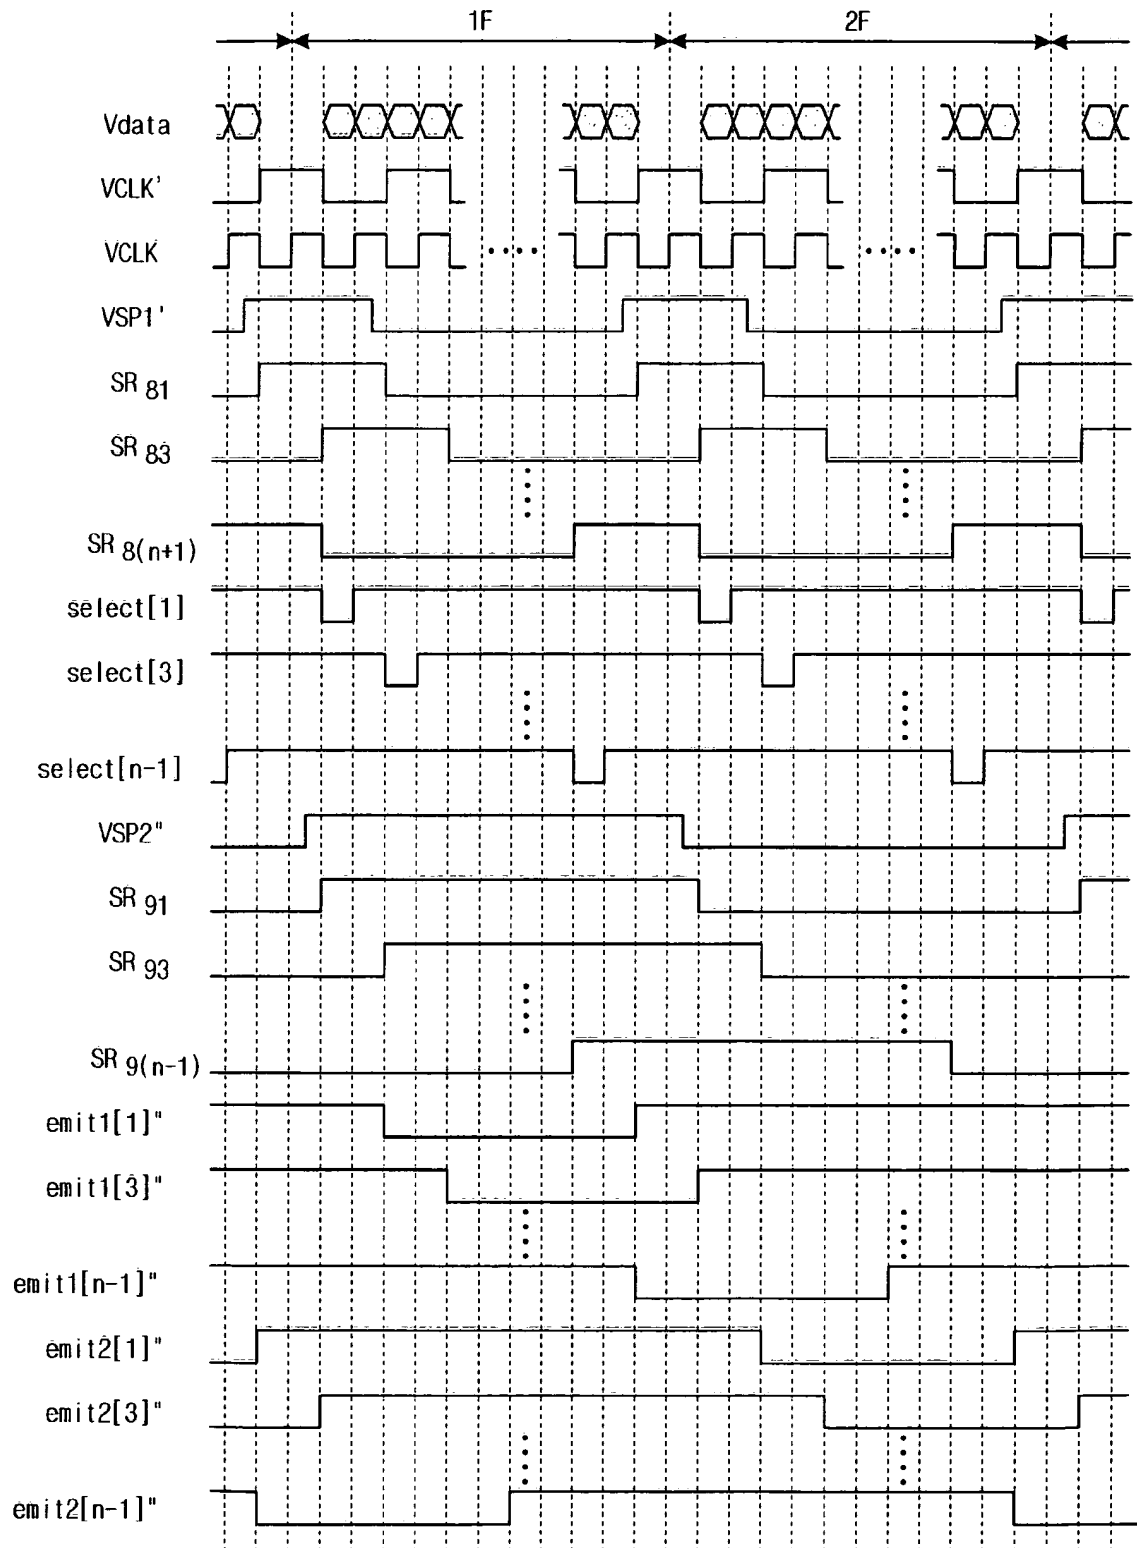 1F 2F
Vdata
VCLK'
VCLK
VSP1'
SR 81
SR 83
SR 8(n+1)
select[1]
select[3]
select[n-1]
VSP2"
SR 91
SR 93
SR 9(n-1)
emit1[1]"
emit1[3]"
emit1[n-1]"
emit2[1]"
emit2[3]"
emit2[n-1]"